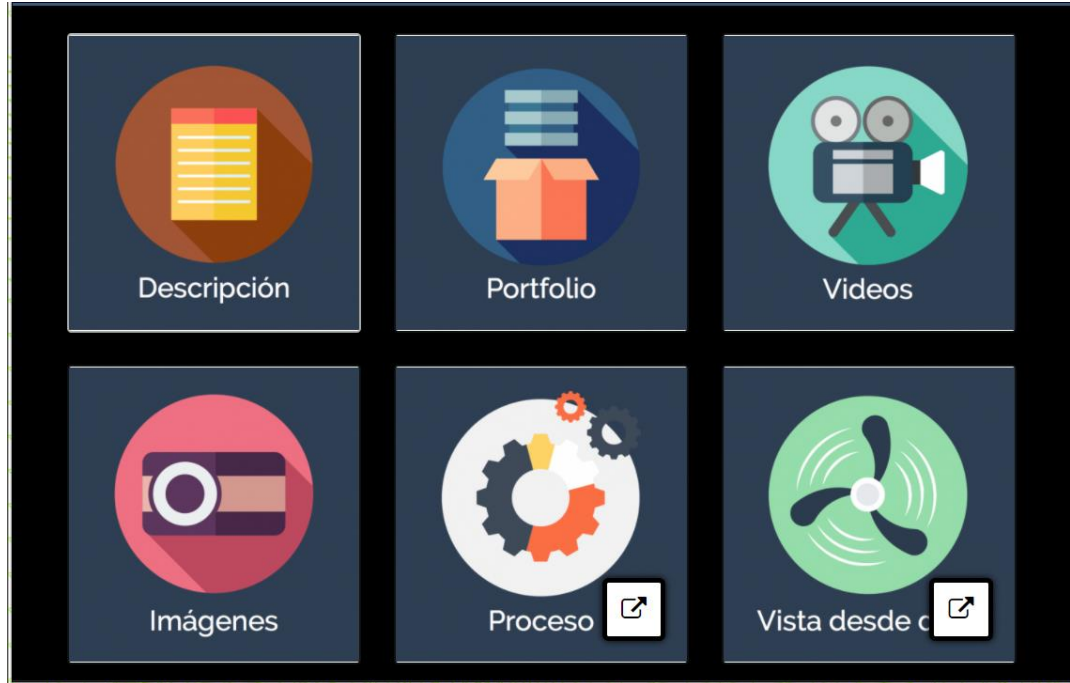 Descripción
Portfolio
Videos
Imágenes
Proceso
Vista desde